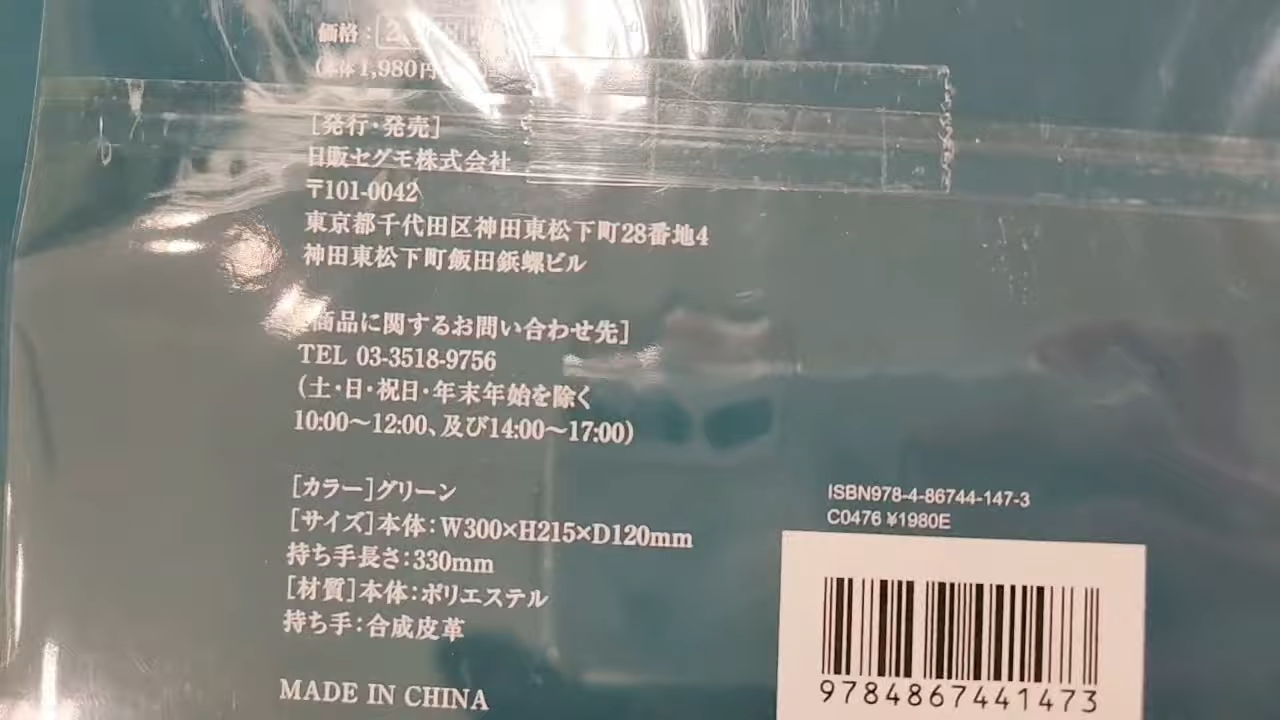 価格：
体 1,980円
[発行・発売]
日販セグモ株式会社
〒101-0042
東京都千代田区神田東松下町28番地4
神田東松下町飯田鋲螺ビル
[商品に関するお問い合わせ先]
TEL 03-3518-9756
（土・日・祝日・年末年始を除く
10:00～12:00、及び14:00～17:00）
[カラー]グリーン
[サイズ]本体：W300×H215×D120mm
持ち手長さ：330mm
[材質]本体：ポリエステル
持ち手：合成皮革
MADE IN CHINA
ISBN978-4-86744-147-3
C0476 ¥1980E
9784867441473